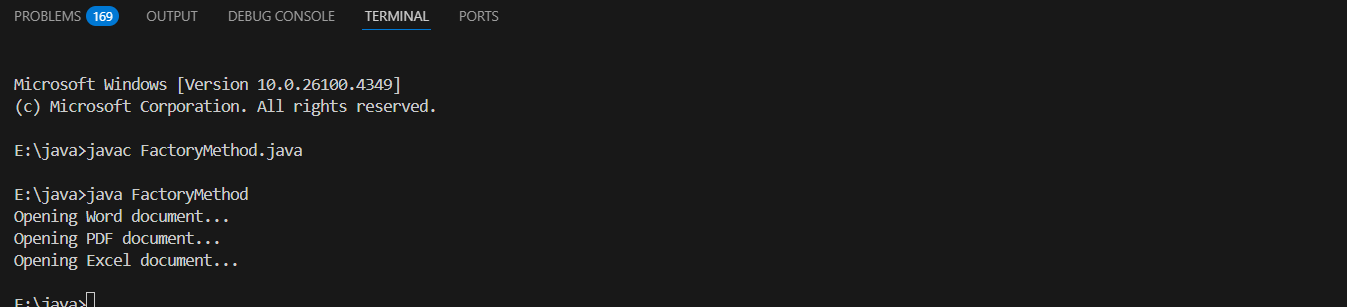 PROBLEMS 169 OUTPUT DEBUG CONSOLE TERMINAL PORTS
Microsoft Windows [Version 10.0.26100.4349]
(c) Microsoft Corporation. All rights reserved.
E:\java>javac FactoryMethod.java
E:\java>java FactoryMethod
Opening Word document...
Opening PDF document...
Opening Excel document...
E:\java>